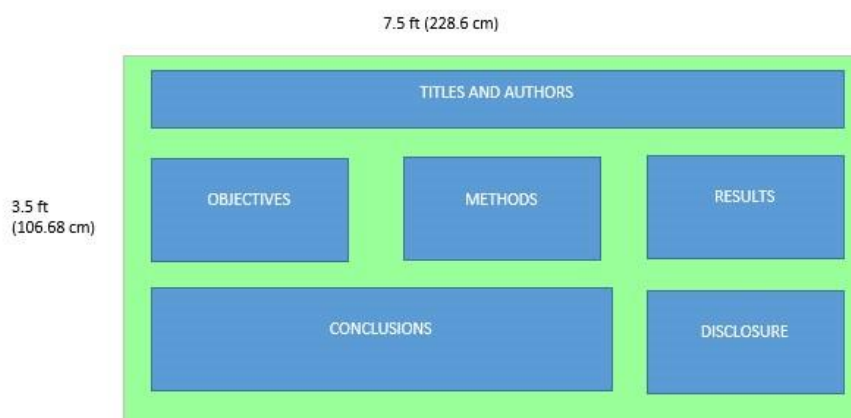 7.5 ft (228.6 cm)
TITLES AND AUTHORS
OBJECTIVES
METHODS
RESULTS
3.5 ft
(106.68 cm)
CONCLUSIONS
DISCLOSURE